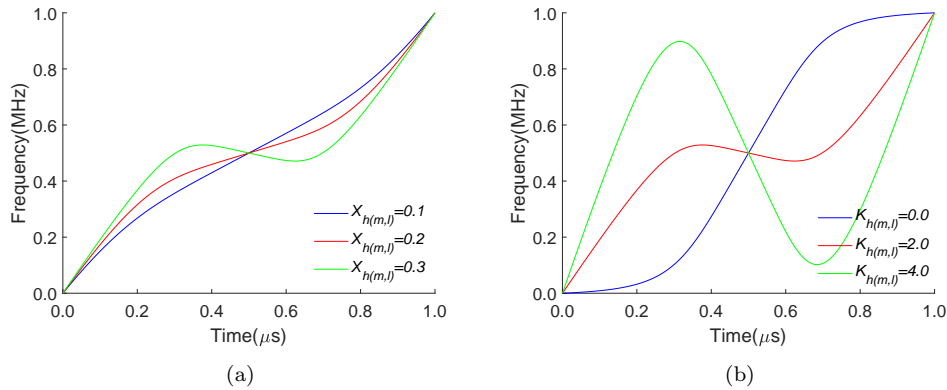 1.0
0.8
0.6
0.4
0.2
0.0
Frequency(MHz)
0.0 0.2 0.4 0.6 0.8 1.0
Time(μs)
X_h(m,l)=0.1
X_h(m,l)=0.2
X_h(m,l)=0.3
(a)
1.0
0.8
0.6
0.4
0.2
0.0
Frequency(MHz)
0.0 0.2 0.4 0.6 0.8 1.0
Time(μs)
K_h(m,l)=0.0
K_h(m,l)=2.0
K_h(m,l)=4.0
(b)